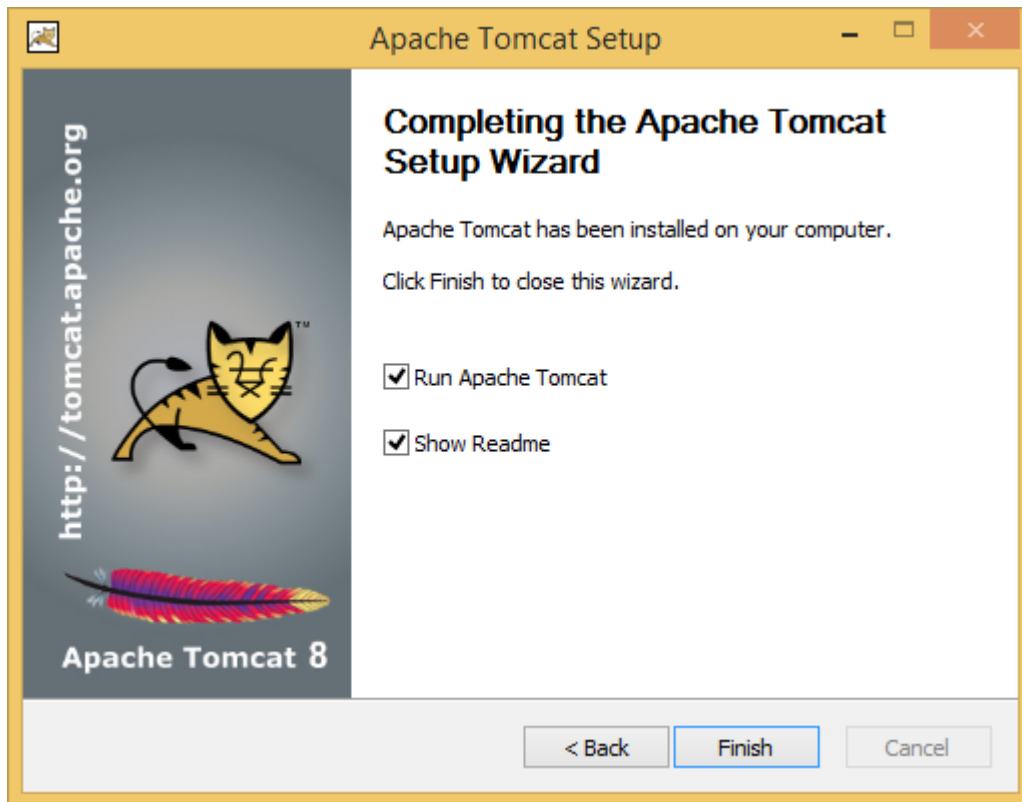 Apache Tomcat Setup
http://tomcat.apache.org
TM
Apache Tomcat 8
Completing the Apache Tomcat
Setup Wizard
Apache Tomcat has been installed on your computer.
Click Finish to close this wizard.
Run Apache Tomcat
Show Readme
< Back
Finish
Cancel